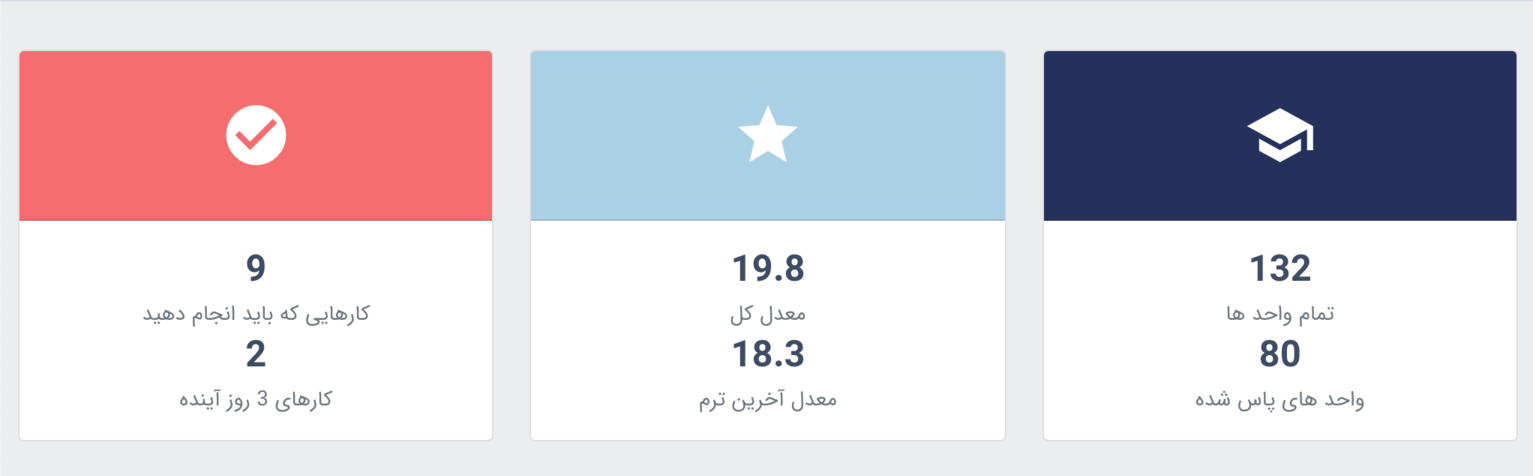 132
تمام واحد ها
80
واحد های پاس شده
19.8
معدل کل
18.3
معدل آخرین ترم
9
کارهایی که باید انجام دهید
2
کارهای 3 روز آینده